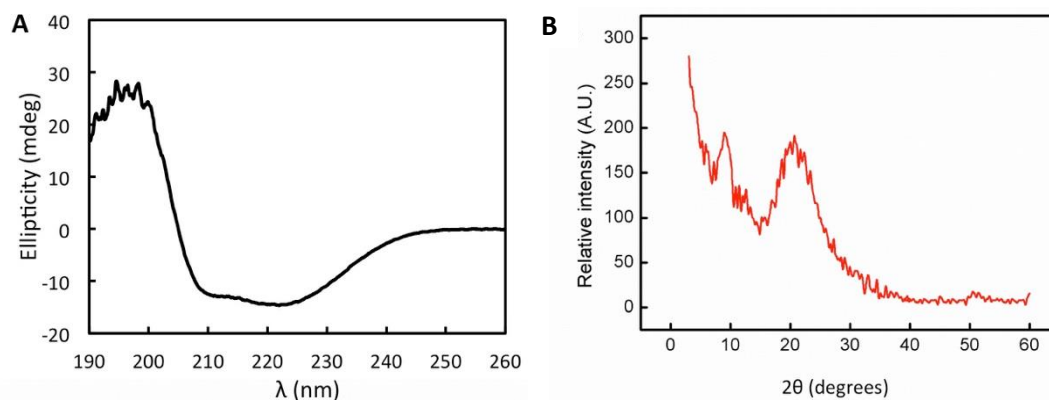 A
Ellipticity (mdeg)
40
30
20
10
0
-10
-20
190 200 210 220 230 240 250 260
λ (nm)
B
Relative intensity (A.U.)
300
250
200
150
100
50
0
0 10 20 30 40 50 60
2θ (degrees)